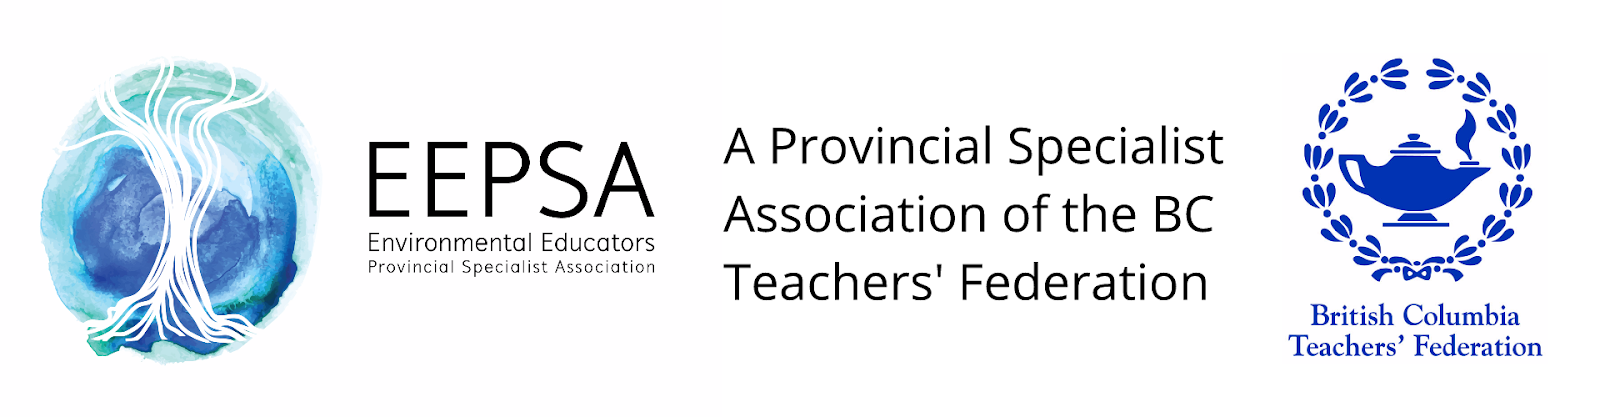 EEPSA
Environmental Educators
Provincial Specialist Association
A Provincial Specialist
Association of the BC
Teachers' Federation
British Columbia
Teachers’ Federation